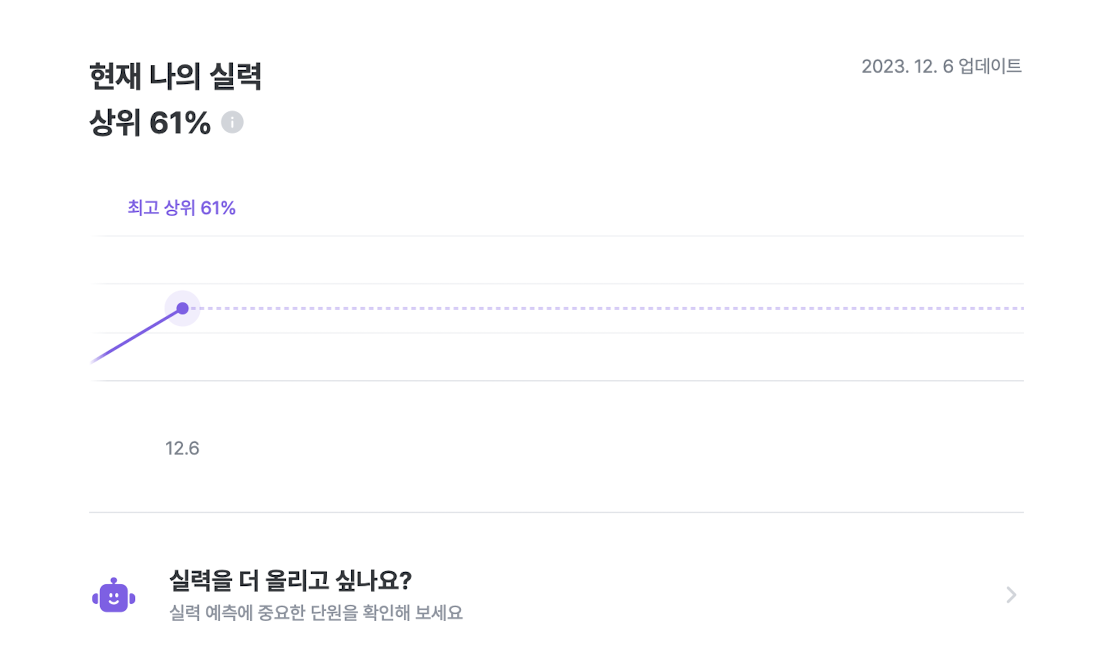 현재 나의 실력
상위 61%
2023. 12. 6 업데이트
최고 상위 61%
12.6
실력을 더 올리고 싶나요?
실력 예측에 중요한 단원을 확인해 보세요